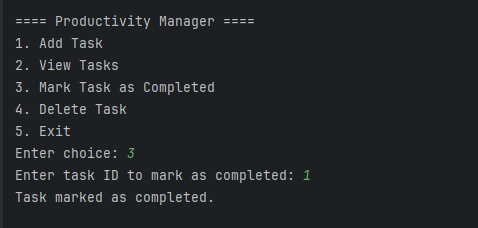 ==== Productivity Manager ====
1. Add Task
2. View Tasks
3. Mark Task as Completed
4. Delete Task
5. Exit
Enter choice: 3
Enter task ID to mark as completed: 1
Task marked as completed.